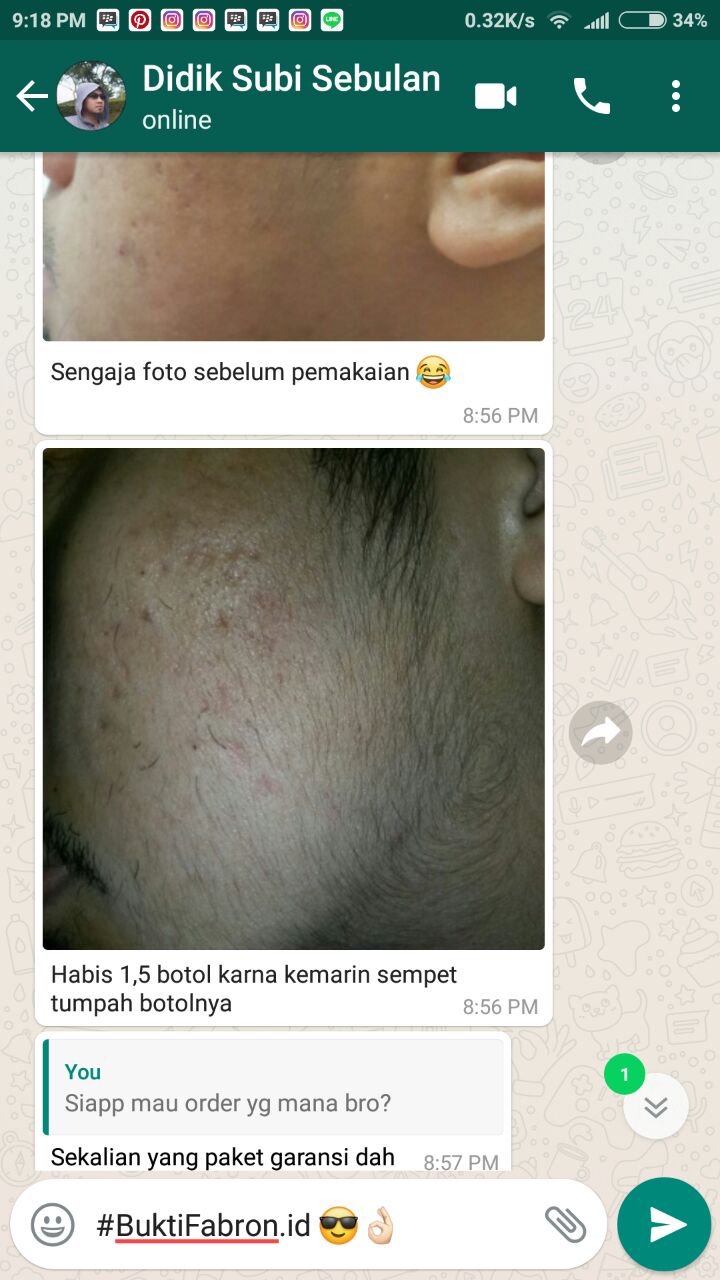 9:18 PM 0.32K/s 34%
Didik Subi Sebulan
online
Sengaja foto sebelum pemakaian 😂
8:56 PM
Habis 1,5 botol karna kemarin sempet
tumpah botolnya 8:56 PM
You
Siapp mau order yg mana bro?
Sekalian yang paket garansi dah 8:57 PM
1
#BuktiFabron.id 😎👌🏻